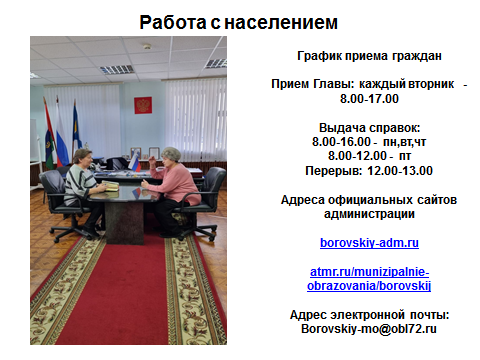 Работа с населением
График приема граждан
Прием Главы: каждый вторник -
8.00-17.00
Выдача справок:
8.00-16.00 - пн,вт,чт
8.00-12.00 - пт
Перерыв: 12.00-13.00
Адреса официальных сайтов
администрации
borovskiy-adm.ru
atmr.ru/munizipalnie-
obrazovania/borovskij
Адрес электронной почты:
Borovskiy-mo@obl72.ru